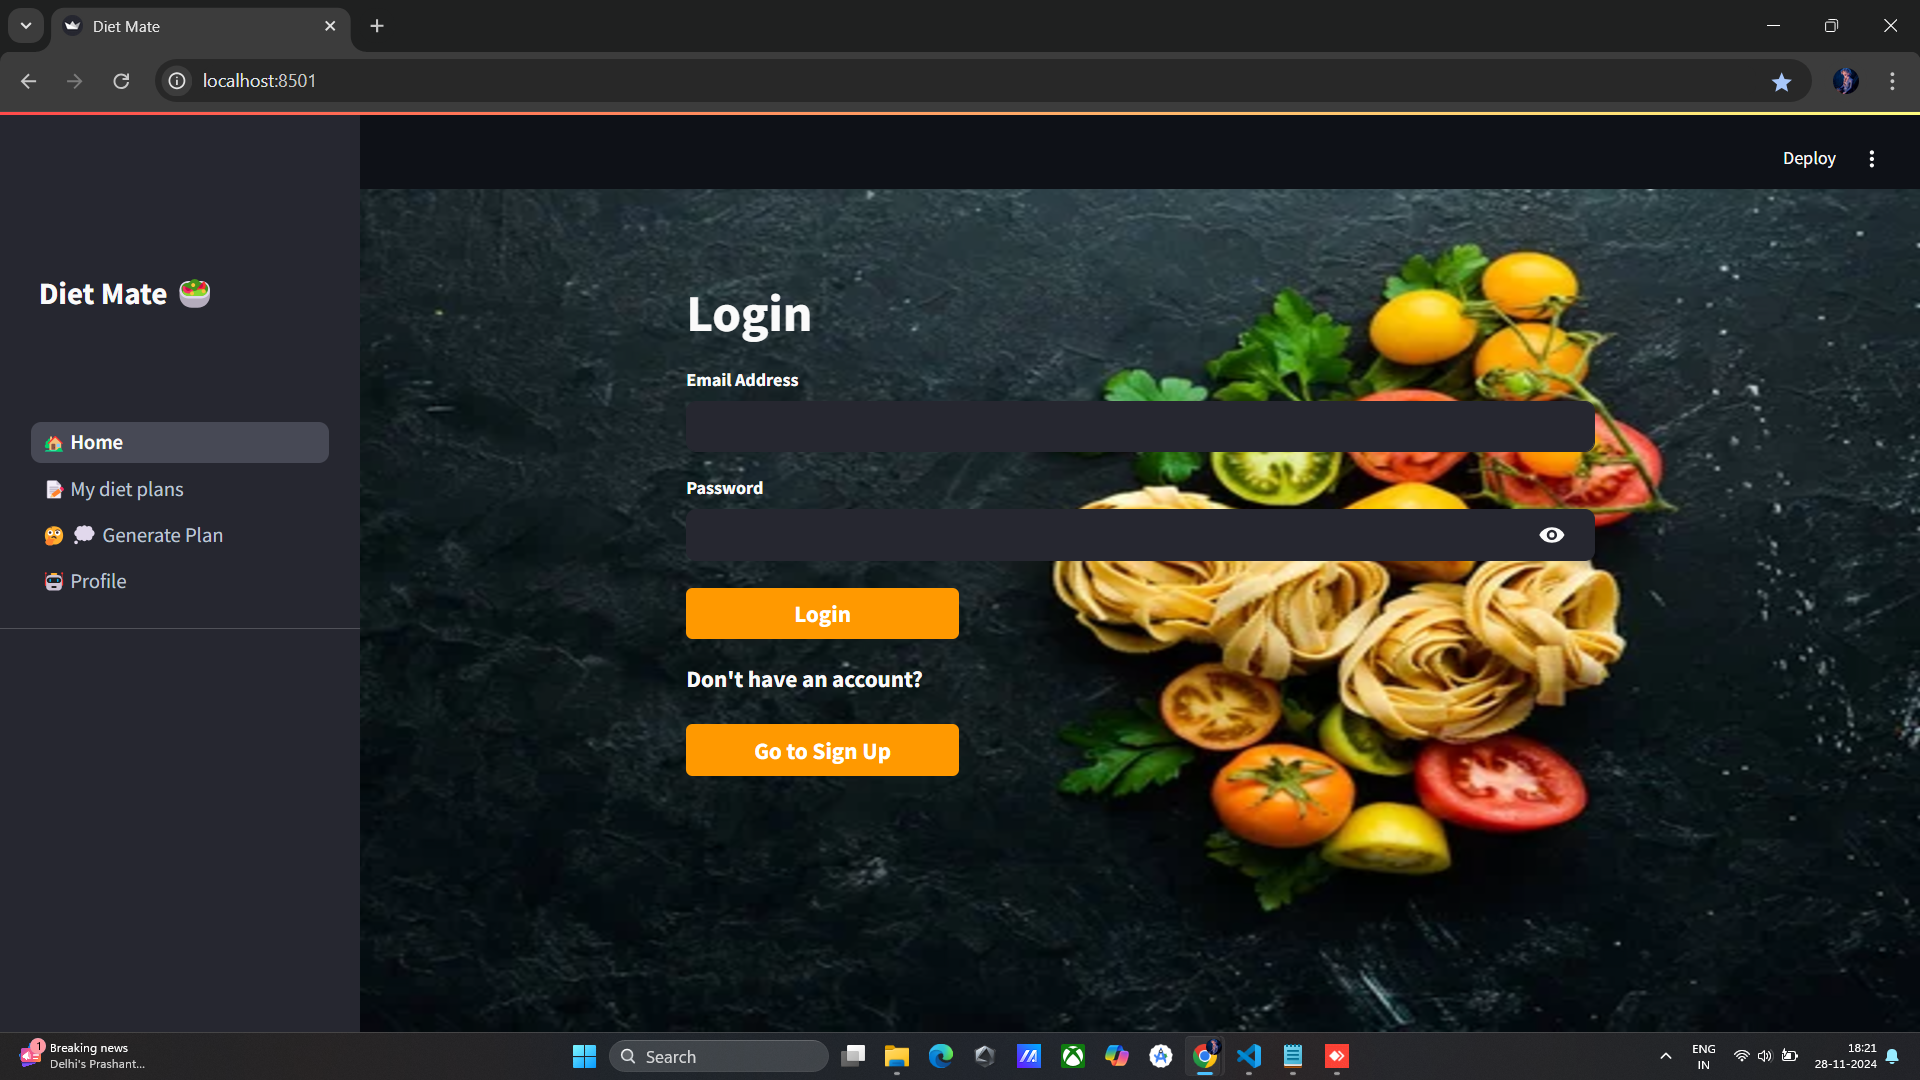 Diet Mate
localhost:8501
Deploy
Diet Mate
Home
My diet plans
Generate Plan
Profile
Login
Email Address
Password
Login
Don't have an account?
Go to Sign Up
1
Breaking news
Delhi's Prashant...
Search
ENG
IN
18:21
28-11-2024